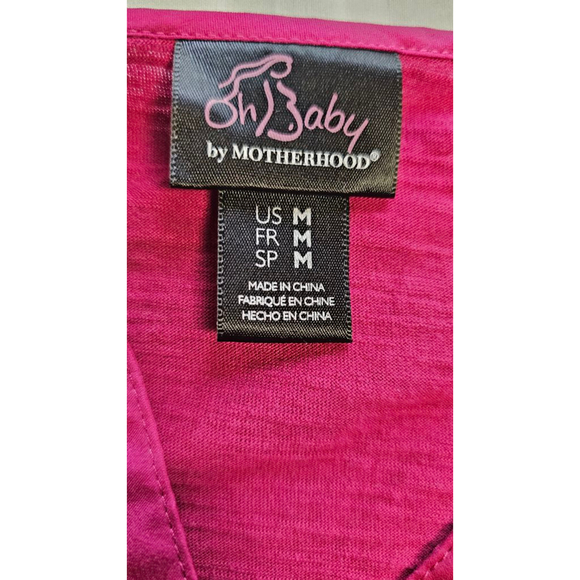 Oh Baby
by MOTHERHOOD®
US M
FR M
SP M
MADE IN CHINA
FABRIQUÉ EN CHINE
HECHO EN CHINA